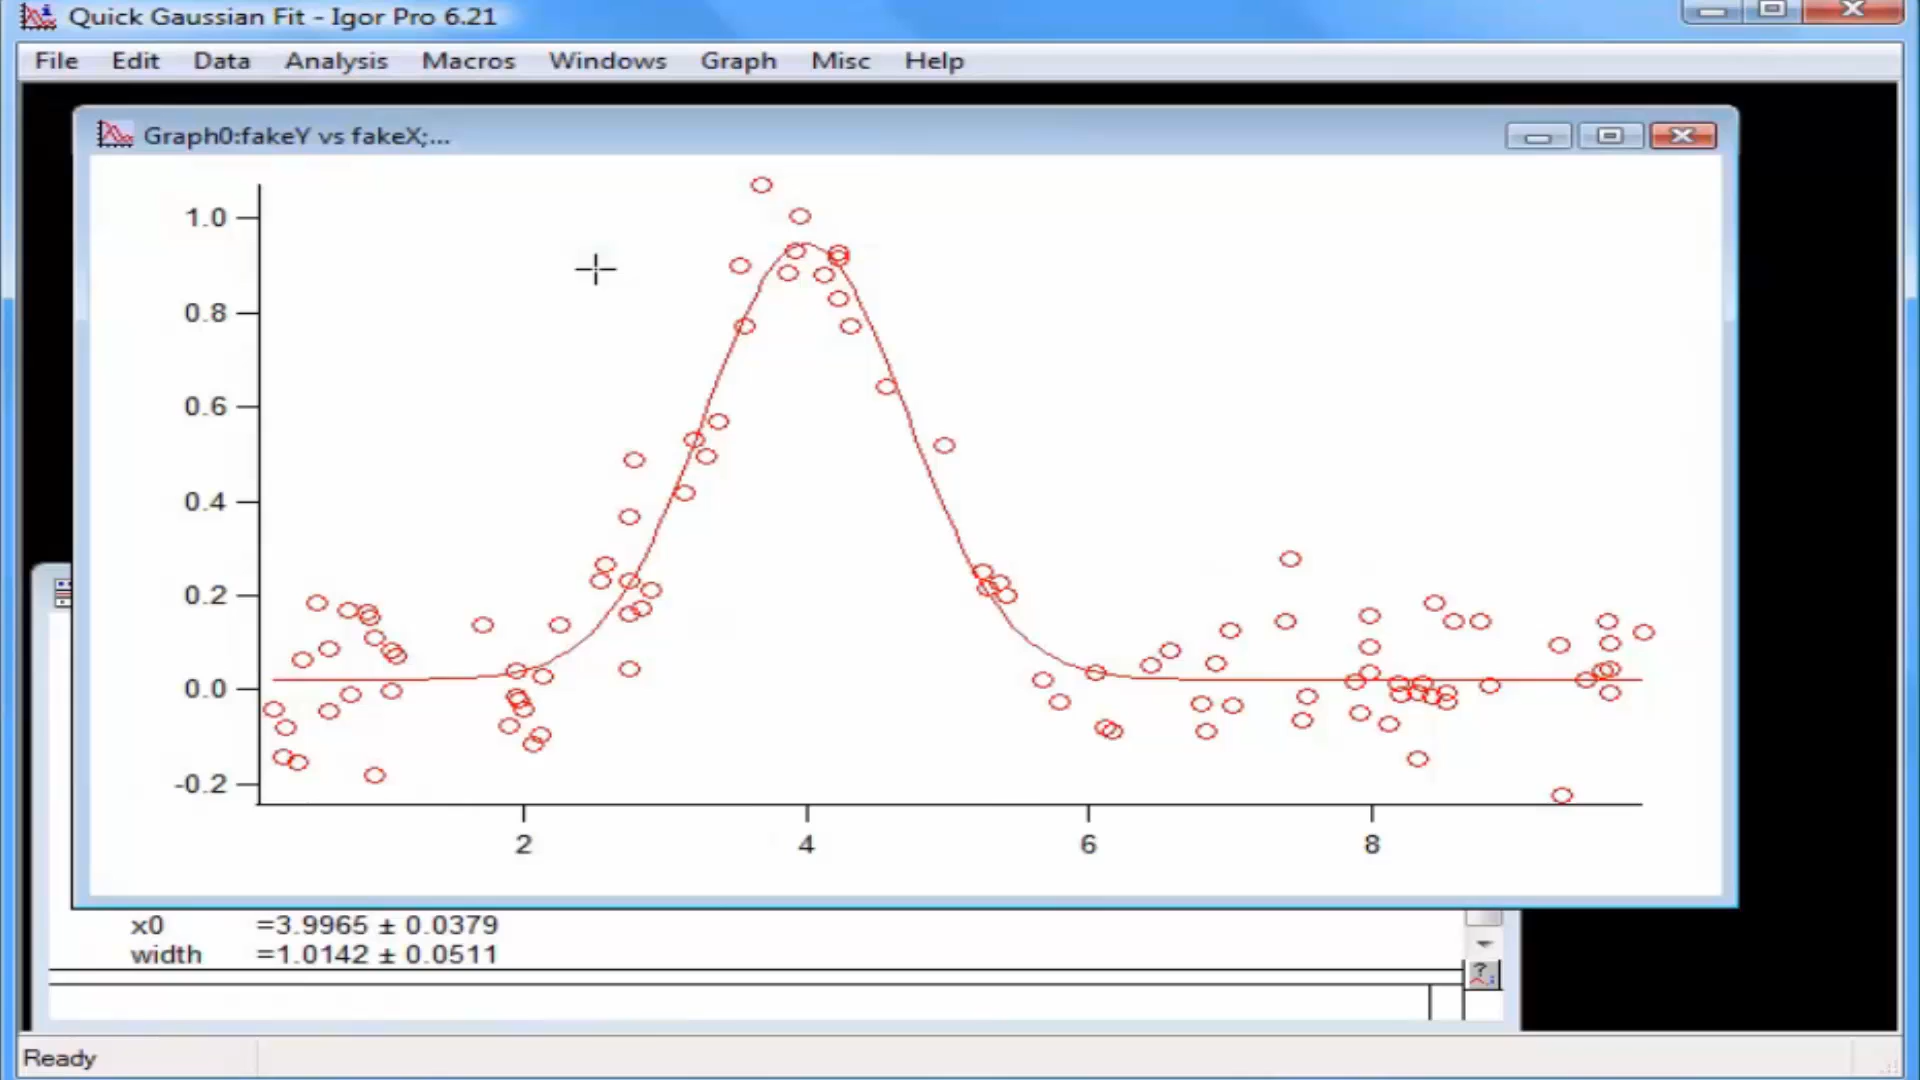 Quick Gaussian Fit - Igor Pro 6.21
File Edit Data Analysis Macros Windows Graph Misc Help
Graph0:fakeY vs fakeX;...
1.0
0.8
0.6
0.4
0.2
0.0
-0.2
2 4 6 8
x0 =3.9965 ± 0.0379
width =1.0142 ± 0.0511
?
Ready